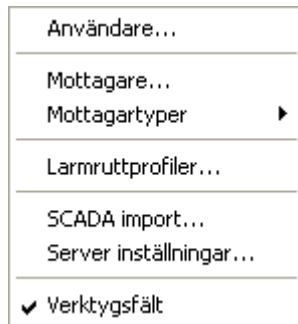 Användare...
Mottagare...
Mottagartyper
Larmruttprofiler...
SCADA import...
Server inställningar...
Verktygsfält